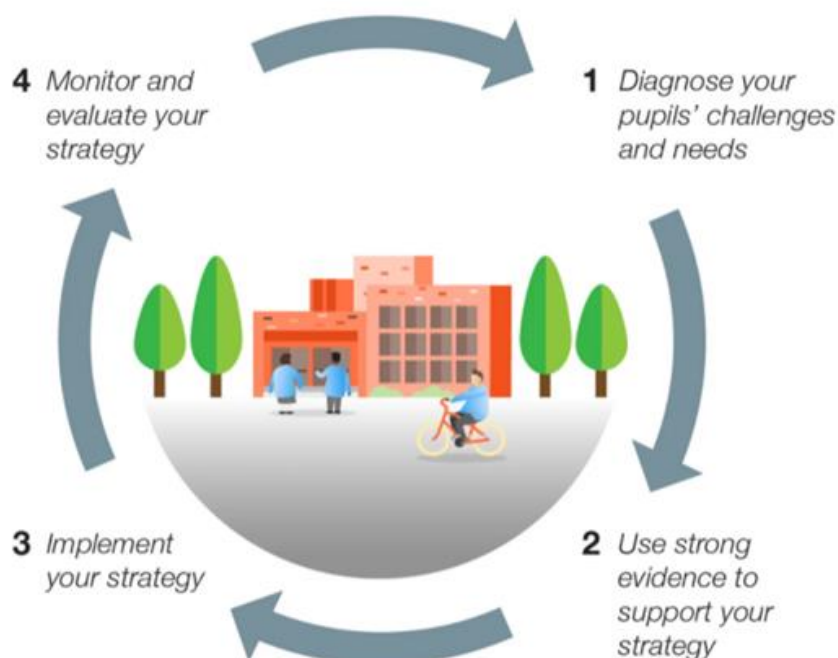 1 Diagnose your
pupils' challenges
and needs
2 Use strong
evidence to
support your
strategy
3 Implement
your strategy
4 Monitor and
evaluate your
strategy